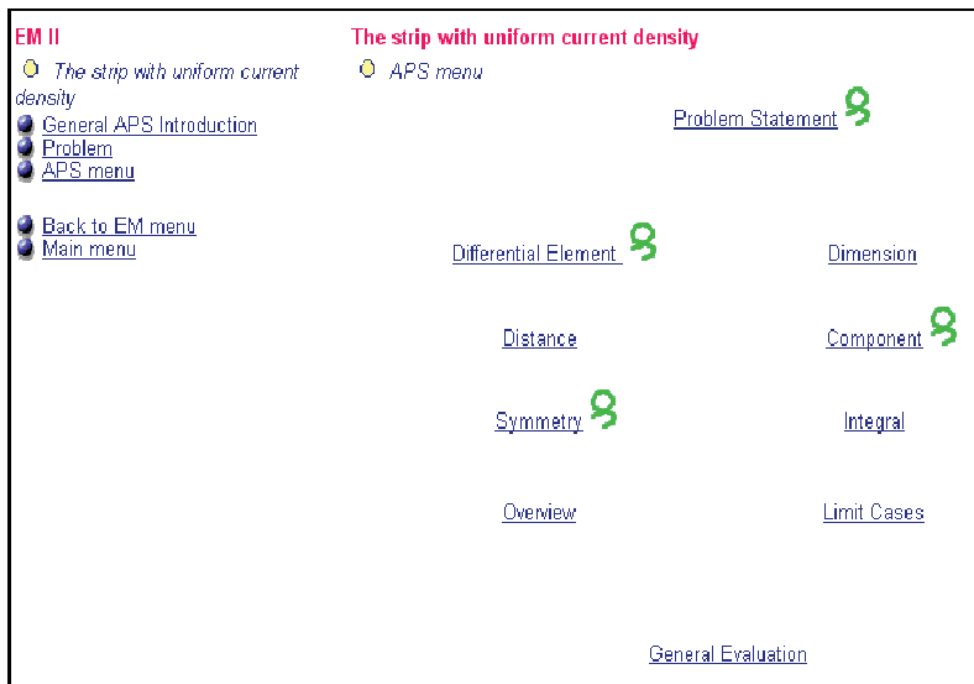 EM II
The strip with uniform current
density
General APS Introduction
Problem
APS menu
Back to EM menu
Main menu
The strip with uniform current density
APS menu
Problem Statement
Differential Element
Dimension
Distance
Component
Symmetry
Integral
Overview
Limit Cases
General Evaluation